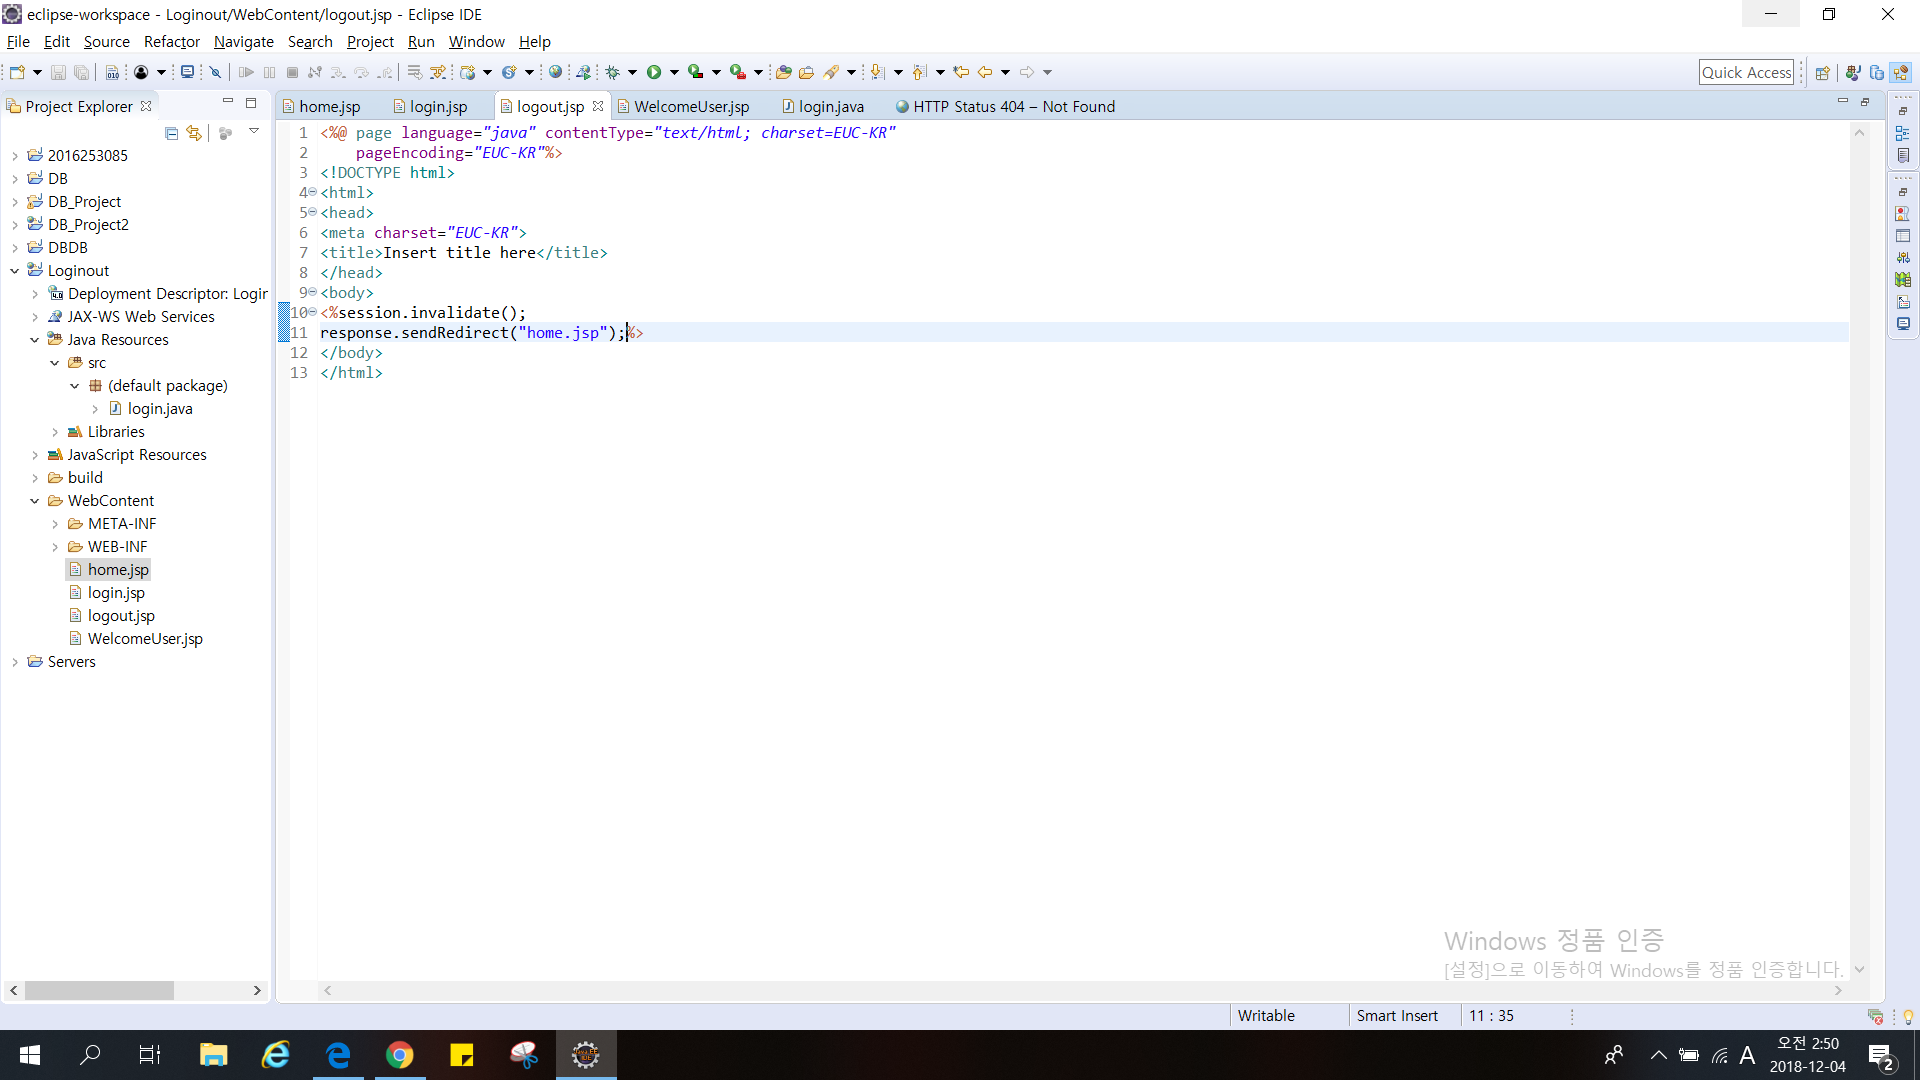 eclipse-workspace - Loginout/WebContent/logout.jsp - Eclipse IDE
File Edit Source Refactor Navigate Search Project Run Window Help
Quick Access
Project Explorer
home.jsp login.jsp logout.jsp WelcomeUser.jsp login.java HTTP Status 404 – Not Found
2016253085
DB
DB_Project
DB_Project2
DBDB
Loginout
Deployment Descriptor: Login
JAX-WS Web Services
Java Resources
src
(default package)
login.java
Libraries
JavaScript Resources
build
WebContent
META-INF
WEB-INF
home.jsp
login.jsp
logout.jsp
WelcomeUser.jsp
Servers
1 <%@ page language="java" contentType="text/html; charset=EUC-KR"
2 pageEncoding="EUC-KR"%>
3 <!DOCTYPE html>
4 <html>
5 <head>
6 <meta charset="EUC-KR">
7 <title>Insert title here</title>
8 </head>
9 <body>
10 <%session.invalidate();
11 response.sendRedirect("home.jsp");%>
12 </body>
13 </html>
Windows 정품 인증
[설정]으로 이동하여 Windows를 정품 인증합니다.
Writable Smart Insert 11 : 35
A
오전 2:50
2018-12-04
2